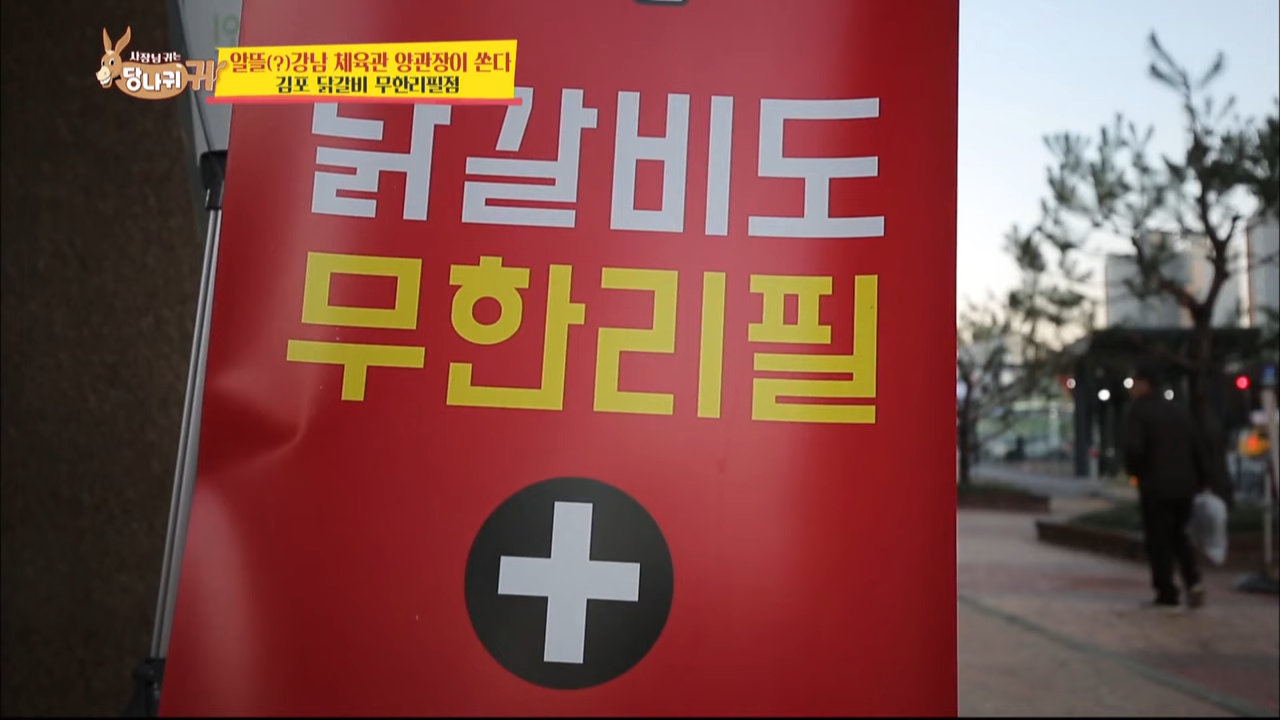 사장님 귀는
당나귀 귀
알뜰(?)강남 체육관 양관장이 쏜다
김포 닭갈비 무한리필점
닭갈비도
무한리필